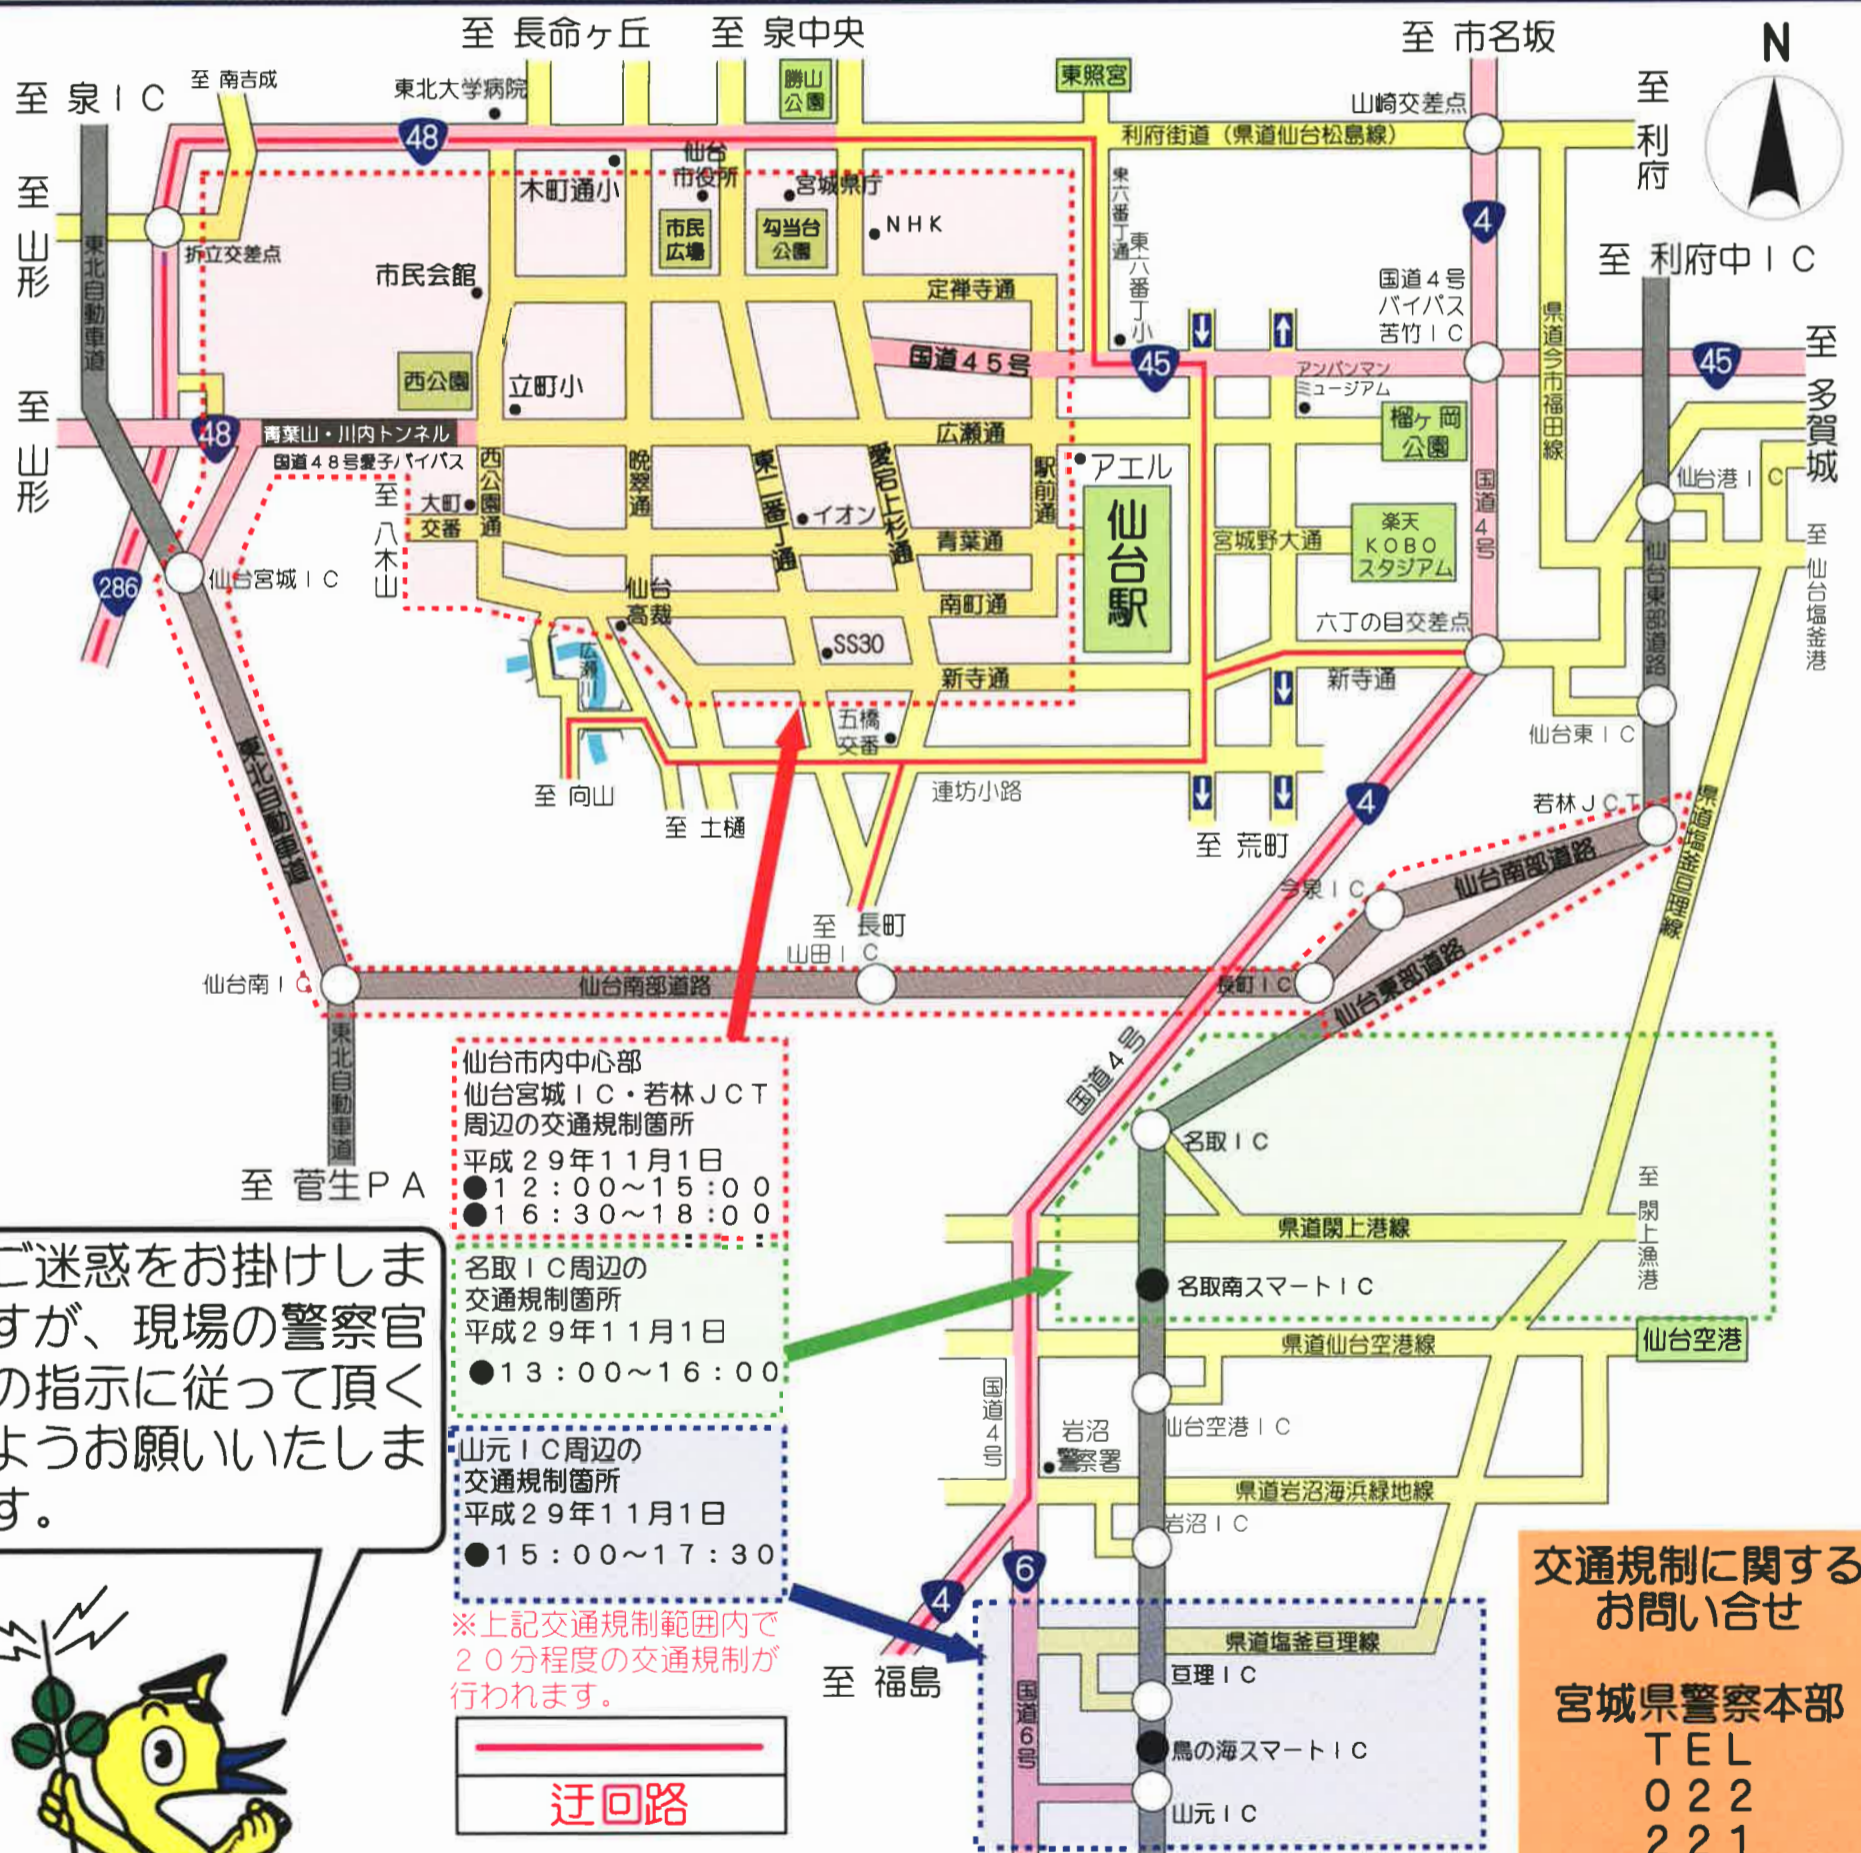 至 長命ヶ丘
至 泉中央
至 市名坂
N
至 泉ＩＣ
至 南吉成
東北大学病院
勝山
公園
東照宮
山崎交差点
至 利府
48
利府街道（県道仙台松島線）
仙台
市役所
木町通小
宮城県庁
東六番丁通
至 山形
市民
広場
勾当台
公園
ＮＨＫ
東六番丁小
4
折立交差点
東北自動車道
市民会館
定禅寺通
国道４号
バイパス
苦竹ＩＣ
至 利府中ＩＣ
県道今市福田線
国道４５号
45
アンパンマン
ミュージアム
45
至 多賀城
西公園
立町小
至 山形
48
青葉山・川内トンネル
国道４８号愛子バイパス
広瀬通
榴ヶ岡
公園
西公園通
晩翠通
東二番丁通
愛宕上杉通
駅前通
アエル
国道４号
仙台港ＩＣ
大町
交番
至 八木山
イオン
青葉通
仙台駅
宮城野大通
楽天
ＫＯＢＯ
スタジアム
至 仙台塩釜港
仙台東部道路
286
仙台宮城ＩＣ
仙台
高裁
南町通
六丁の目交差点
広瀬川
SS30
新寺通
新寺通
五橋
交番
仙台東ＩＣ
東北自動車道
至 向山
至 土樋
連坊小路
至 荒町
4
若林ＪＣＴ
県道塩釜亘理線
仙台南部道路
今泉ＩＣ
至 長町
山田ＩＣ
仙台南ＩＣ
仙台南部道路
長町ＩＣ
仙台東部道路
東北自動車道
国道４号
至 菅生ＰＡ
仙台市内中心部
仙台宮城ＩＣ・若林ＪＣＴ
周辺の交通規制箇所
平成２９年１１月１日
●１２：００～１５：００
●１６：３０～１８：００
名取ＩＣ周辺の
交通規制箇所
平成２９年１１月１日
●１３：００～１６：００
山元ＩＣ周辺の
交通規制箇所
平成２９年１１月１日
●１５：００～１７：３０
※上記交通規制範囲内で
２０分程度の交通規制が
行われます。
迂回路
ご迷惑をお掛けしま
すが、現場の警察官
の指示に従って頂く
ようお願いいたしま
す。
名取ＩＣ
県道閖上港線
至 閖上漁港
名取南スマートＩＣ
県道仙台空港線
仙台空港
国道４号
岩沼
警察署
仙台空港ＩＣ
県道岩沼海浜緑地線
岩沼ＩＣ
6
4
至 福島
県道塩釜亘理線
亘理ＩＣ
国道６号
鳥の海スマートＩＣ
山元ＩＣ
交通規制に関する
お問い合せ
宮城県警察本部
ＴＥＬ
０２２
２２１